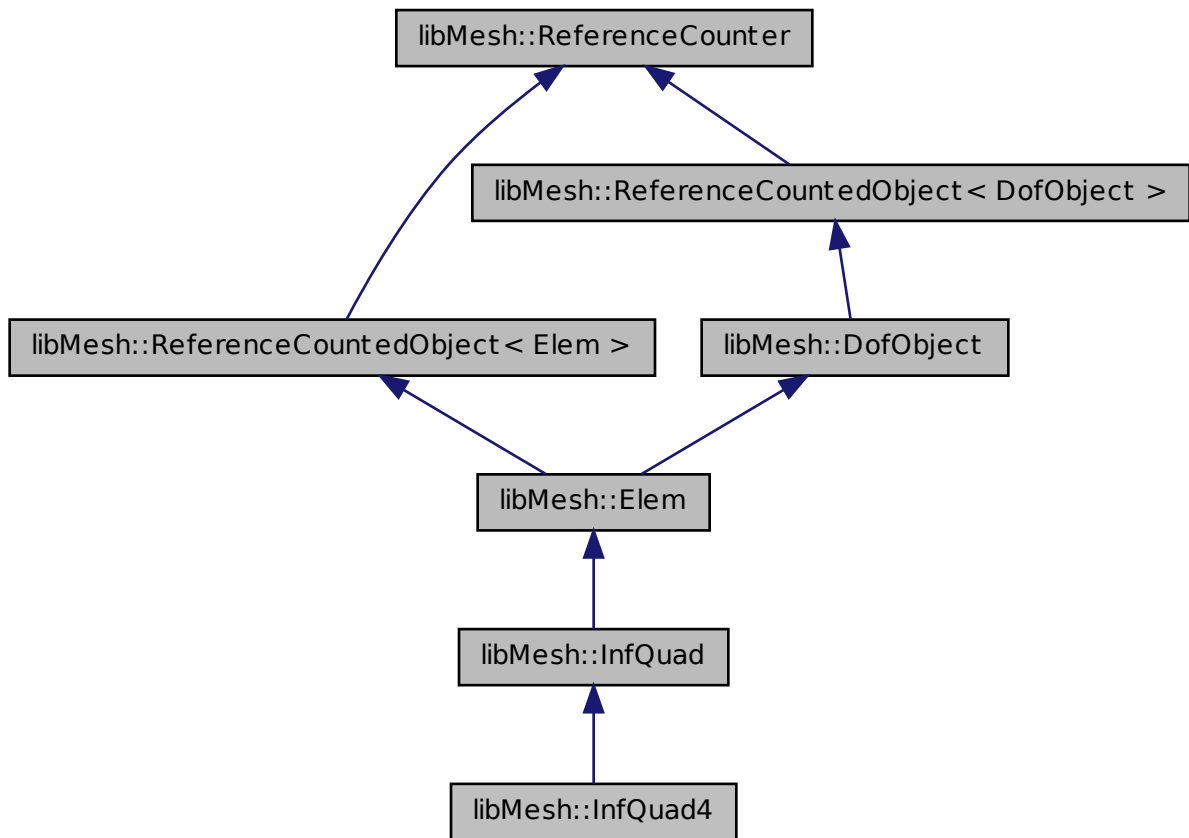 libMesh::ReferenceCounter
libMesh::ReferenceCountedObject< DofObject >
libMesh::ReferenceCountedObject< Elem >
libMesh::DofObject
libMesh::Elem
libMesh::InfQuad
libMesh::InfQuad4